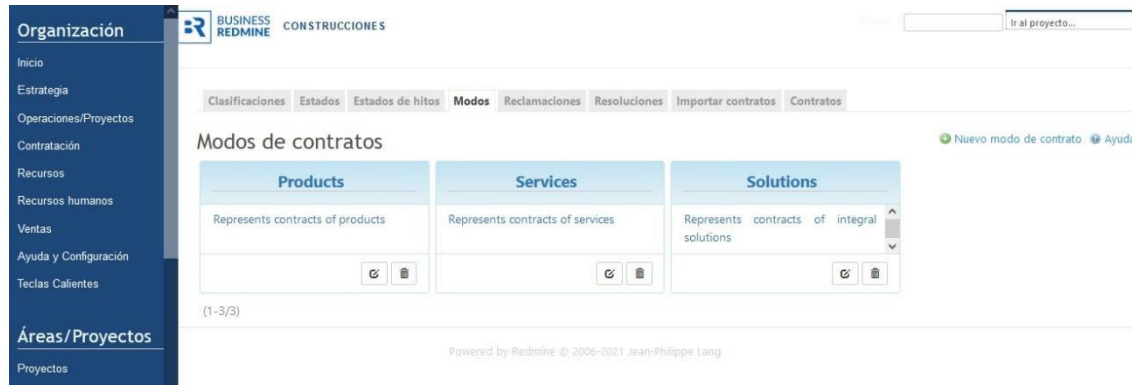 Organización
Inicio
Estrategia
Operaciones/Proyectos
Contratación
Recursos
Recursos humanos
Ventas
Ayuda y Configuración
Teclas Calientes
Áreas/Proyectos
Proyectos
BUSINESS
REDMINE
CONSTRUCCIONES
Ir al proyecto...
Clasificaciones Estados Estados de hitos Modos Reclamaciones Resoluciones Importar contratos Contratos
Modos de contratos
Nuevo modo de contrato Ayuda
Products
Represents contracts of products
Services
Represents contracts of services
Solutions
Represents contracts of integral
solutions
(1-3/3)
Powered by Redmine © 2006-2021 Jean-Philippe Lang